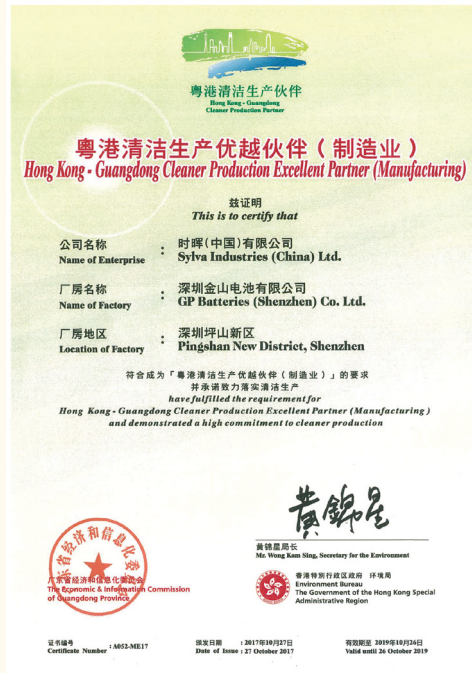 粤港清洁生产伙伴
Hong Kong - Guangdong
Cleaner Production Partner
粤港清洁生产优越伙伴（制造业）
Hong Kong - Guangdong Cleaner Production Excellent Partner (Manufacturing)
兹证明
This is to certify that
公司名称 : 时晖(中国)有限公司
Name of Enterprise Sylva Industries (China) Ltd.
厂房名称 : 深圳金山电池有限公司
Name of Factory GP Batteries (Shenzhen) Co. Ltd.
厂房地区 : 深圳坪山新区
Location of Factory Pingshan New District, Shenzhen
符合成为「粤港清洁生产优越伙伴（制造业）」的要求
并承诺致力落实清洁生产
have fulfilled the requirement for
Hong Kong - Guangdong Cleaner Production Excellent Partner (Manufacturing)
and demonstrated a high commitment to cleaner production
黄錦星
黄锦星局长
Mr. Wong Kam Sing, Secretary for the Environment
广东省经济和信息化委员会
The Economic & Information Commission
of Guangdong Province
香港特别行政区政府 环境局
Environment Bureau
The Government of the Hong Kong Special
Administrative Region
证书编号
Certificate Number : A052-ME17
颁发日期 : 2017年10月27日
Date of Issue : 27 October 2017
有效期至 2019年10月26日
Valid until 26 October 2019